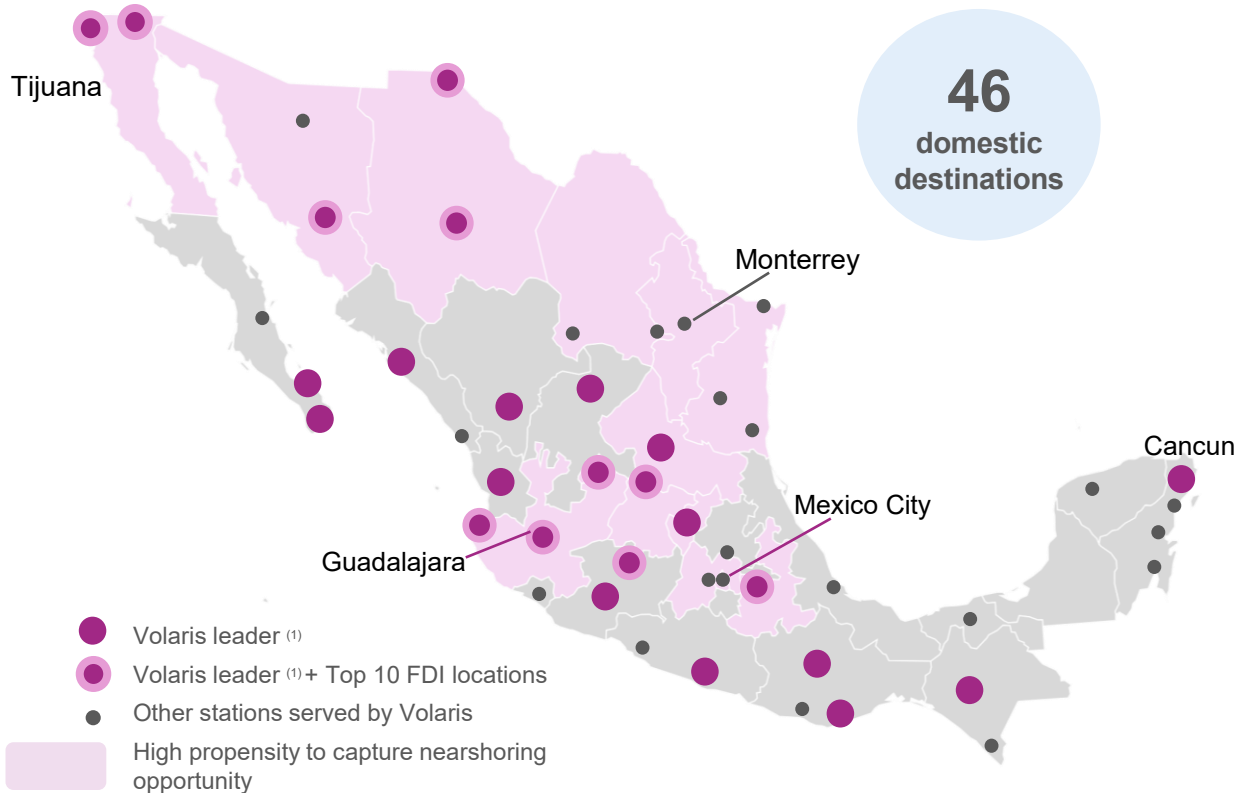 Tijuana
46
domestic
destinations
Monterrey
Cancun
Mexico City
Guadalajara
Volaris leader (1)
Volaris leader (1) + Top 10 FDI locations
Other stations served by Volaris
High propensity to capture nearshoring
opportunity